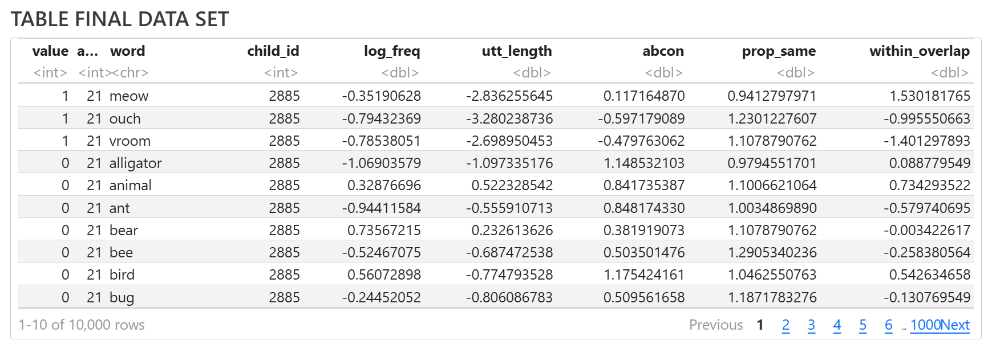 TABLE FINAL DATA SET
value a... word child_id log_freq utt_length abcon prop_same within_overlap
<int> <int> <chr> <int> <dbl> <dbl> <dbl> <dbl> <dbl>
1 21 meow 2885 -0.35190628 -2.836255645 0.117164870 0.9412797971 1.530181765
1 21 ouch 2885 -0.79432369 -3.280238736 -0.597179089 1.2301227607 -0.995550663
1 21 vroom 2885 -0.78538051 -2.698950453 -0.479763062 1.1078790762 -1.401297893
0 21 alligator 2885 -1.06903579 -1.097335176 1.148532103 0.9794551701 0.088779549
0 21 animal 2885 0.32876696 0.522328542 0.841735387 1.1006621064 0.734293522
0 21 ant 2885 -0.94411584 -0.555910713 0.848174330 1.0034869890 -0.579740695
0 21 bear 2885 0.73567215 0.232613626 0.381919073 1.1078790762 -0.003422617
0 21 bee 2885 -0.52467075 -0.687472538 0.503501476 1.2905340236 -0.258380564
0 21 bird 2885 0.56072898 -0.774793528 1.175424161 1.0462550763 0.542634658
0 21 bug 2885 -0.24452052 -0.806086783 0.509561658 1.1871783276 -0.130769549
1-10 of 10,000 rows Previous 1 2 3 4 5 6 ... 1000 Next